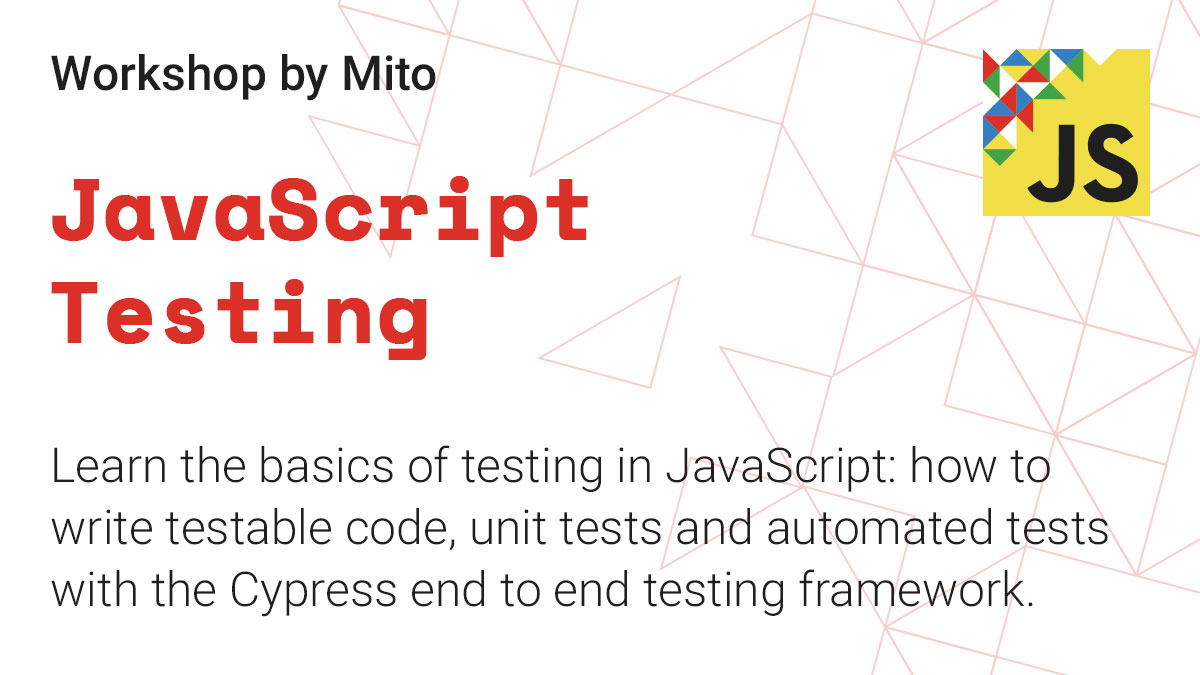 Workshop by Mito
JS
JavaScript
Testing
Learn the basics of testing in JavaScript: how to
write testable code, unit tests and automated tests
with the Cypress end to end testing framework.